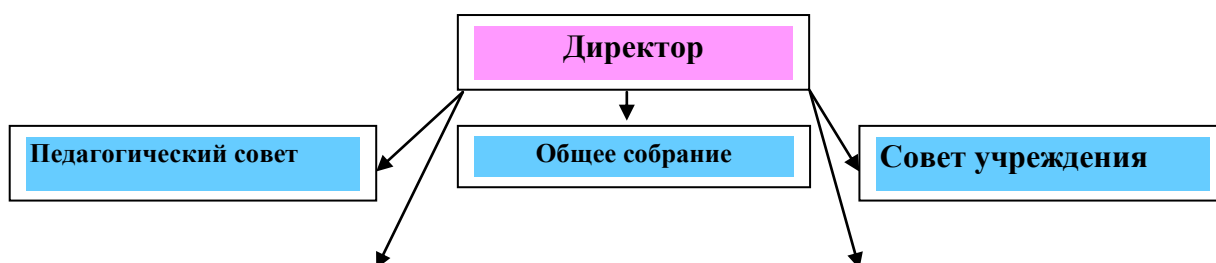 Директор
Педагогический совет
Общее собрание
Совет учреждения